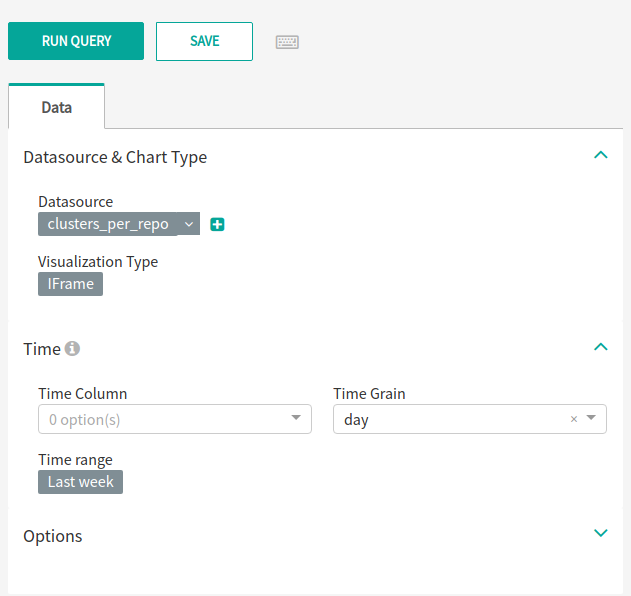 RUN QUERY SAVE
Data
Datasource & Chart Type
Datasource
clusters_per_repo
Visualization Type
IFrame
Time
Time Column Time Grain
0 option(s) day ×
Time range
Last week
Options